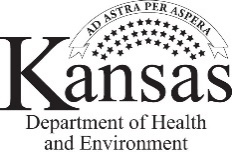 AD ASTRA PER ASPERA
Kansas
Department of Health
and Environment